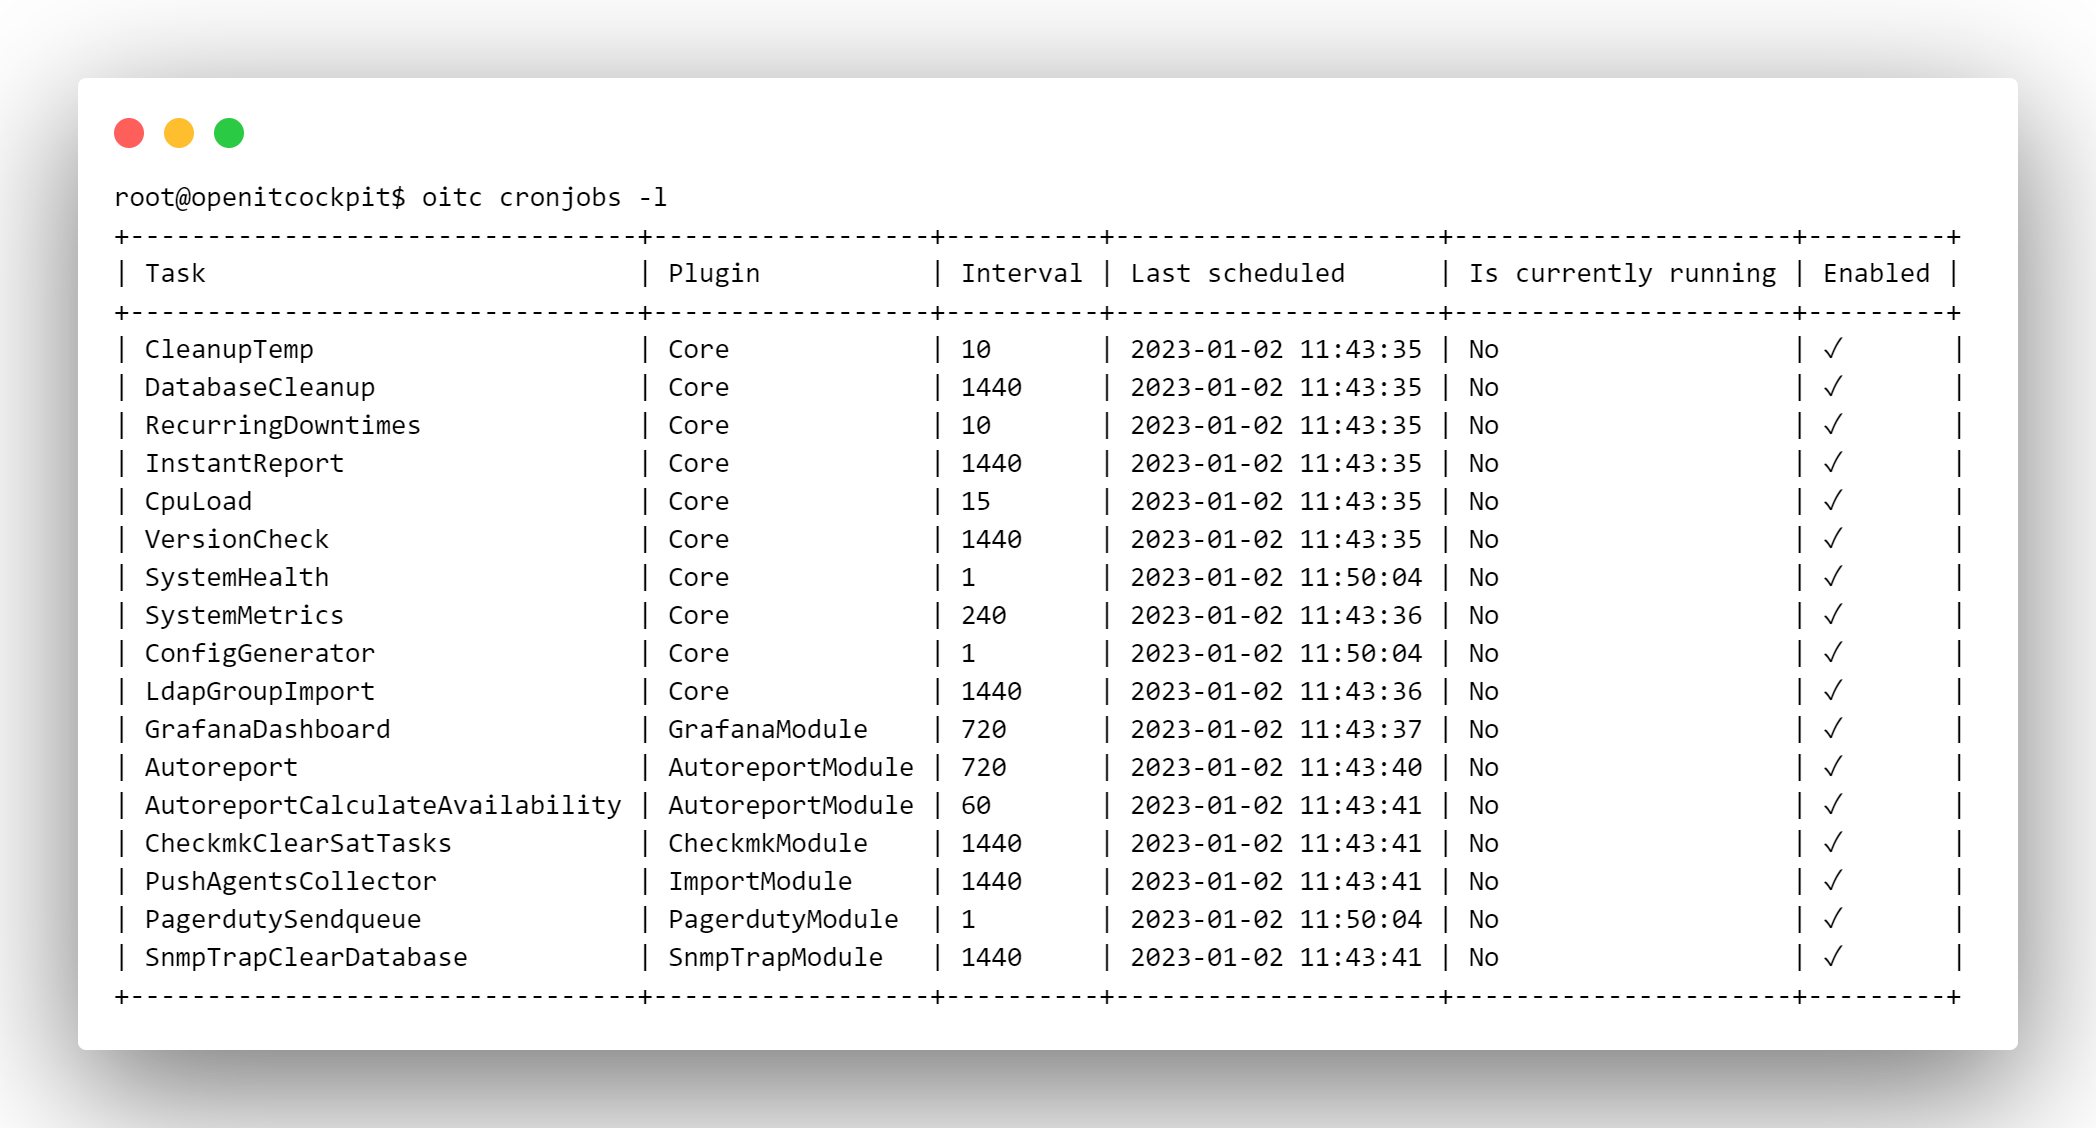 root@openitcockpit$ oitc cronjobs -l
+----------------------------------+------------------+----------+---------------------+----------------------+---------+
| Task                             | Plugin           | Interval | Last scheduled      | Is currently running | Enabled |
+----------------------------------+------------------+----------+---------------------+----------------------+---------+
| CleanupTemp                      | Core             | 10       | 2023-01-02 11:43:35 | No                   | ✓       |
| DatabaseCleanup                  | Core             | 1440     | 2023-01-02 11:43:35 | No                   | ✓       |
| RecurringDowntimes               | Core             | 10       | 2023-01-02 11:43:35 | No                   | ✓       |
| InstantReport                    | Core             | 1440     | 2023-01-02 11:43:35 | No                   | ✓       |
| CpuLoad                          | Core             | 15       | 2023-01-02 11:43:35 | No                   | ✓       |
| VersionCheck                     | Core             | 1440     | 2023-01-02 11:43:35 | No                   | ✓       |
| SystemHealth                     | Core             | 1        | 2023-01-02 11:50:04 | No                   | ✓       |
| SystemMetrics                    | Core             | 240      | 2023-01-02 11:43:36 | No                   | ✓       |
| ConfigGenerator                  | Core             | 1        | 2023-01-02 11:50:04 | No                   | ✓       |
| LdapGroupImport                  | Core             | 1440     | 2023-01-02 11:43:36 | No                   | ✓       |
| GrafanaDashboard                 | GrafanaModule    | 720      | 2023-01-02 11:43:37 | No                   | ✓       |
| Autoreport                       | AutoreportModule | 720      | 2023-01-02 11:43:40 | No                   | ✓       |
| AutoreportCalculateAvailability | AutoreportModule | 60       | 2023-01-02 11:43:41 | No                   | ✓       |
| CheckmkClearSatTasks             | CheckmkModule    | 1440     | 2023-01-02 11:43:41 | No                   | ✓       |
| PushAgentsCollector              | ImportModule     | 1440     | 2023-01-02 11:43:41 | No                   | ✓       |
| PagerdutySendqueue               | PagerdutyModule  | 1        | 2023-01-02 11:50:04 | No                   | ✓       |
| SnmpTrapClearDatabase            | SnmpTrapModule   | 1440     | 2023-01-02 11:43:41 | No                   | ✓       |
+----------------------------------+------------------+----------+---------------------+----------------------+---------+